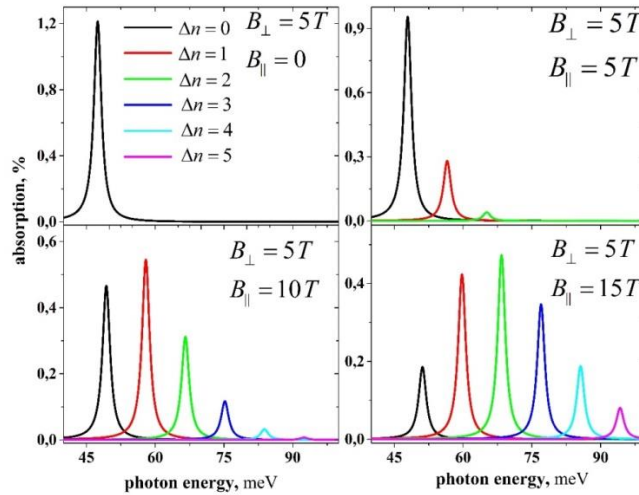 1,2
0,8
0,4
0,0
Δn = 0
Δn = 1
Δn = 2
Δn = 3
Δn = 4
Δn = 5
B⊥ = 5T
B|| = 0
0,9
0,6
0,3
0,0
B⊥ = 5T
B|| = 5T
absorption, %
0,6
0,4
0,2
0,0
B⊥ = 5T
B|| = 10T
45 60 75 90
photon energy, meV
0,4
0,2
0,0
B⊥ = 5T
B|| = 15T
45 60 75 90
photon energy, meV